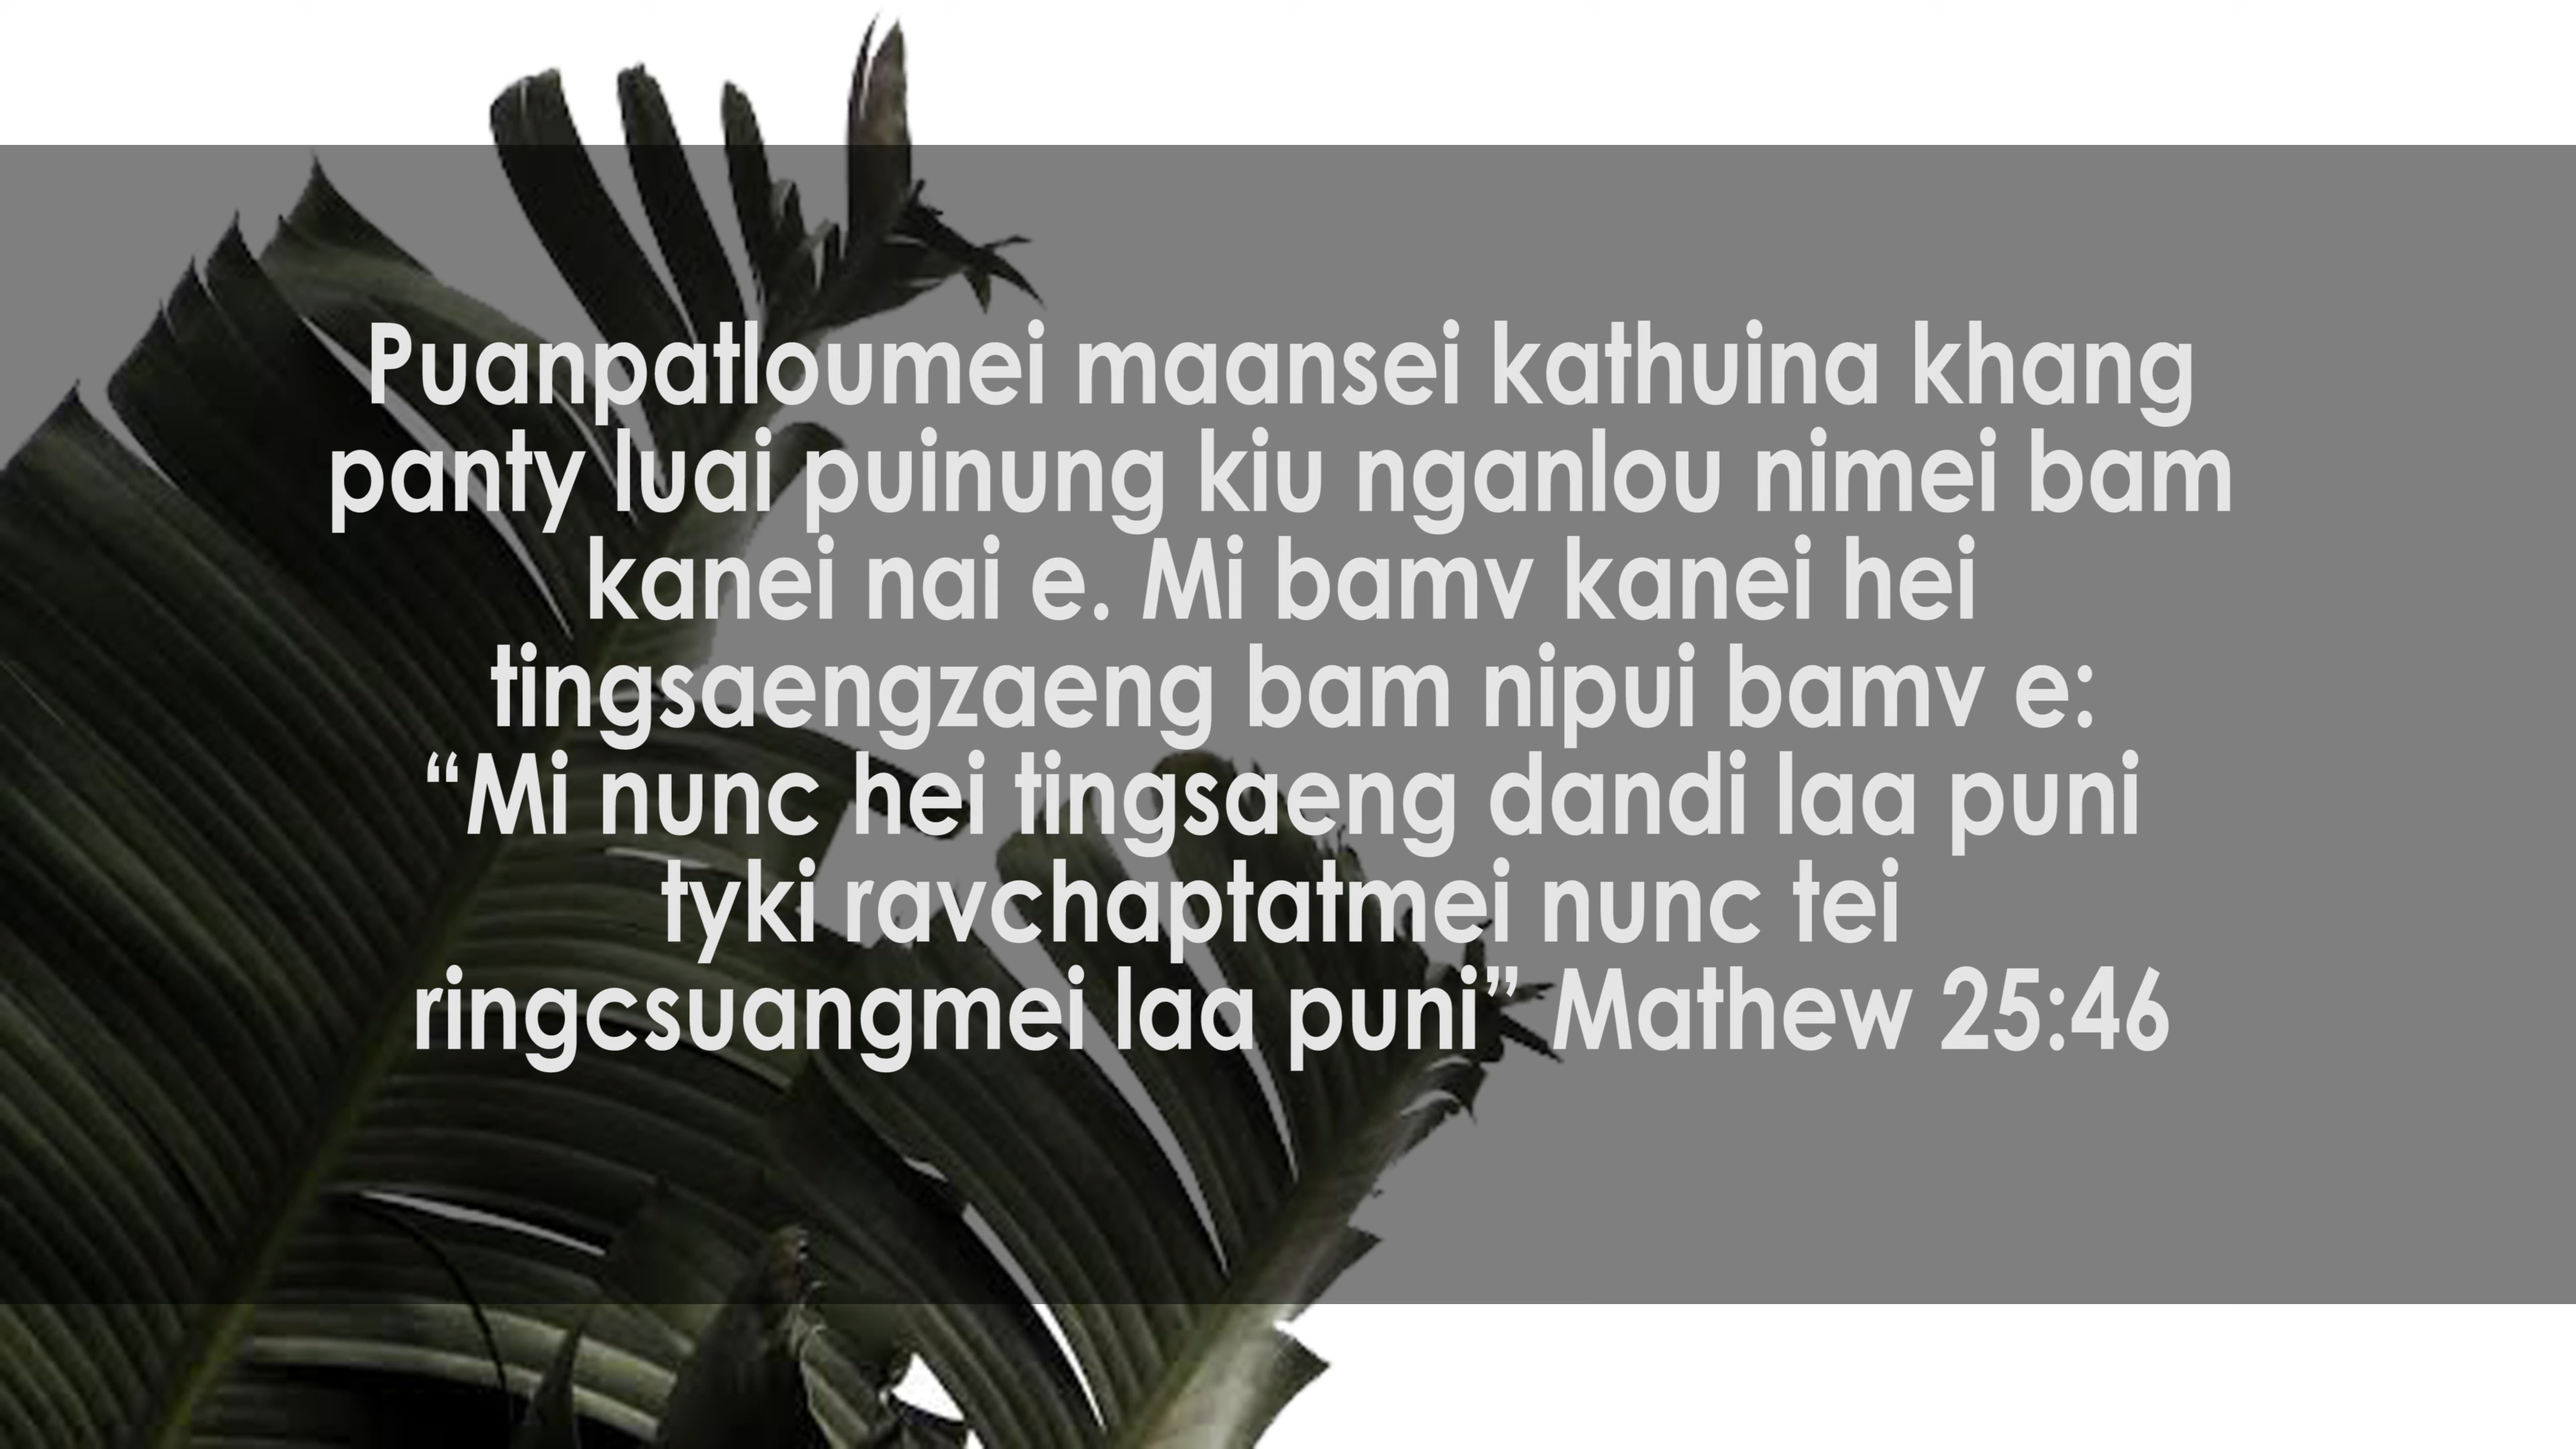 Puanpatloumei maansei kathuina khang
panty luai puinung kiu nganlou nimei bam
kanei nai e. Mi bamv kanei hei
tingsaengzaeng bam nipui bamv e:
“Mi nunc hei tingsaeng dandi laa puni
tyki ravchaptatmei nunc tei
ringcsuangmei laa puni” Mathew 25:46